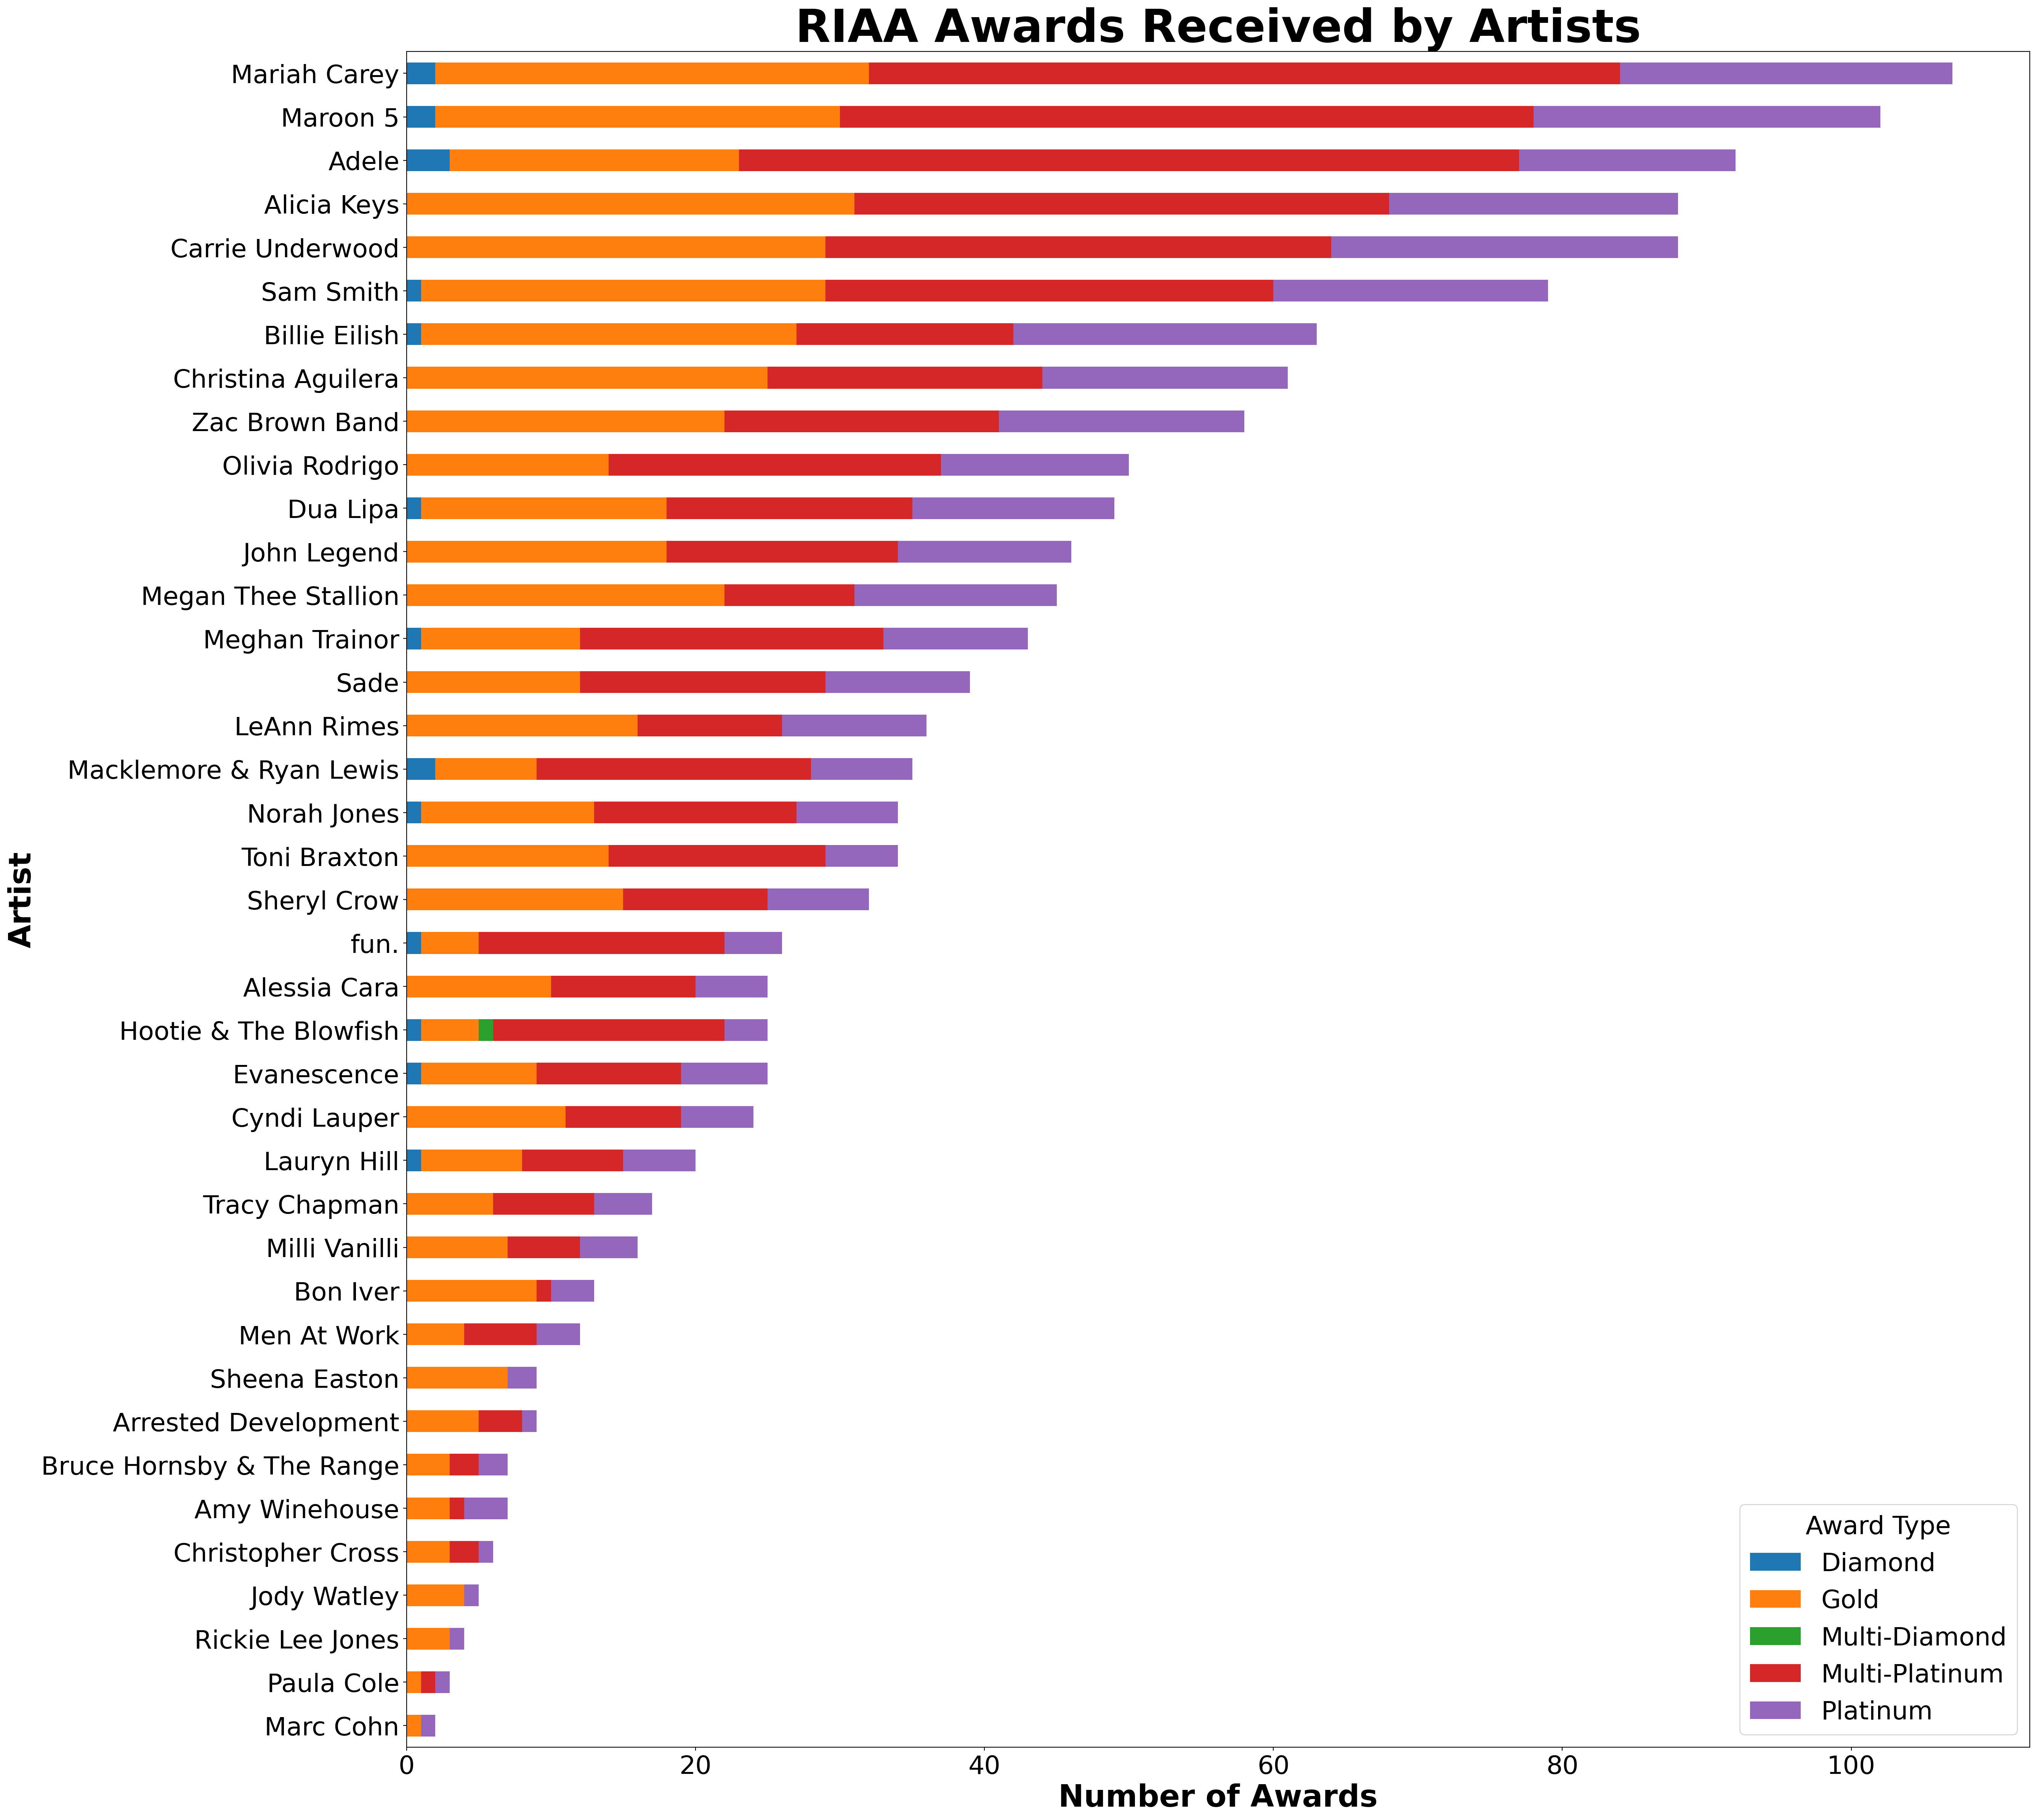 RIAA Awards Received by Artists
Artist
Mariah Carey
Maroon 5
Adele
Alicia Keys
Carrie Underwood
Sam Smith
Billie Eilish
Christina Aguilera
Zac Brown Band
Olivia Rodrigo
Dua Lipa
John Legend
Megan Thee Stallion
Meghan Trainor
Sade
LeAnn Rimes
Macklemore & Ryan Lewis
Norah Jones
Toni Braxton
Sheryl Crow
fun.
Alessia Cara
Hootie & The Blowfish
Evanescence
Cyndi Lauper
Lauryn Hill
Tracy Chapman
Milli Vanilli
Bon Iver
Men At Work
Sheena Easton
Arrested Development
Bruce Hornsby & The Range
Amy Winehouse
Christopher Cross
Jody Watley
Rickie Lee Jones
Paula Cole
Marc Cohn
Award Type
Diamond
Gold
Multi-Diamond
Multi-Platinum
Platinum
0 20 40 60 80 100
Number of Awards